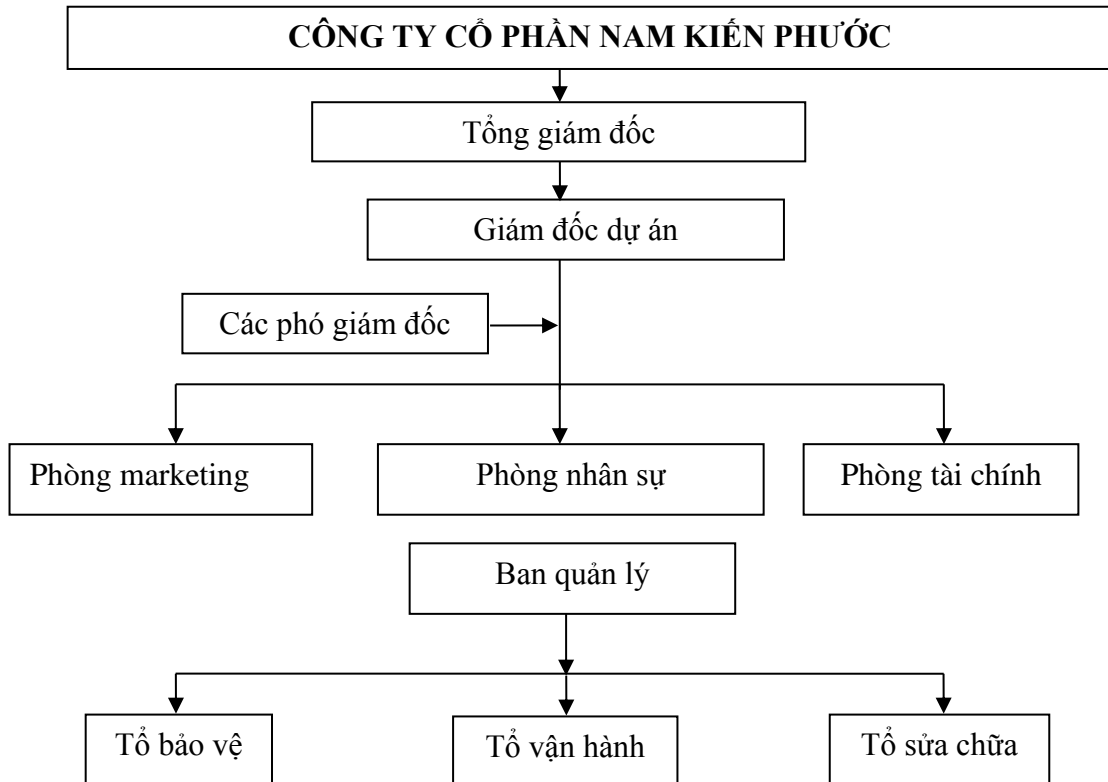 CÔNG TY CỔ PHẦN NAM KIẾN PHƯỚC
Tổng giám đốc
Giám đốc dự án
Các phó giám đốc
Phòng marketing
Phòng nhân sự
Phòng tài chính
Ban quản lý
Tổ bảo vệ
Tổ vận hành
Tổ sửa chữa